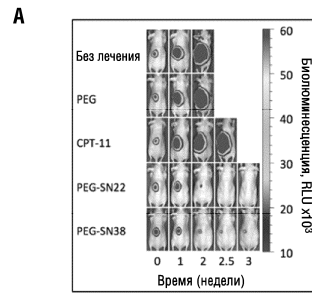 A
Без лечения
PEG
CPT-11
PEG-SN22
PEG-SN38
0 1 2 2.5 3
Время (недели)
60
50
40
30
20
10
Биолюминесценция, RLU x10³